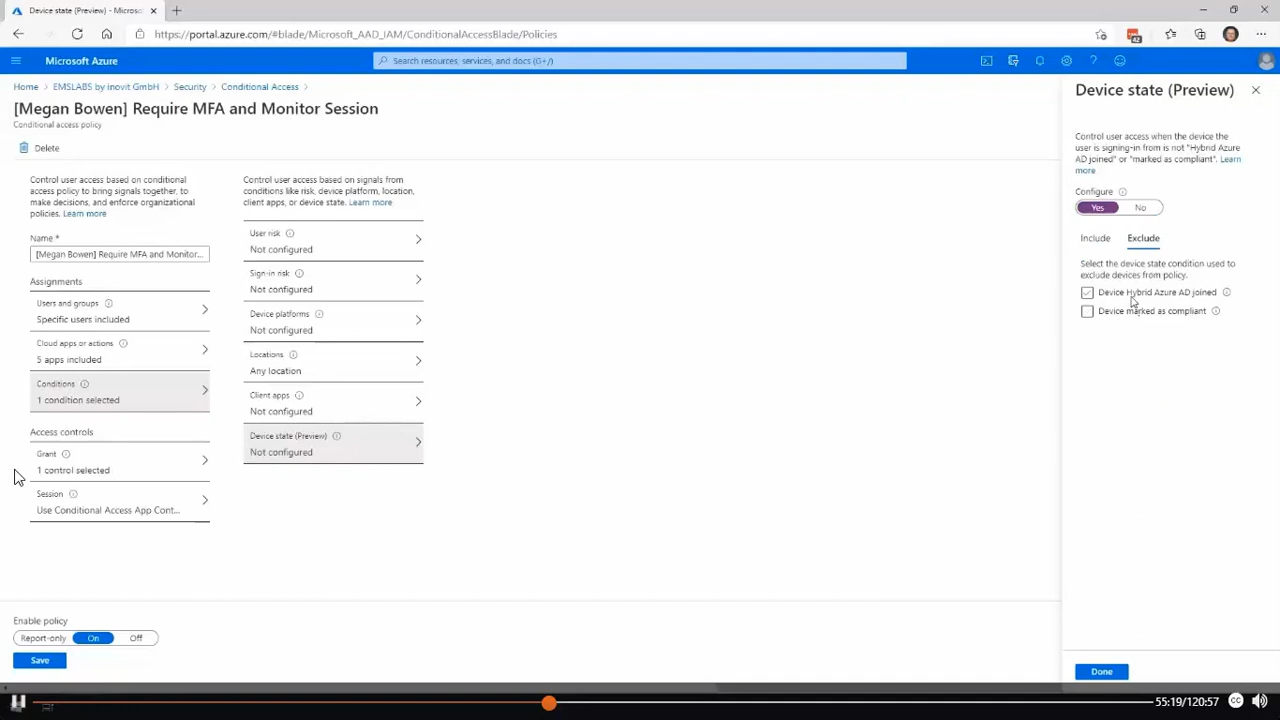 Device state (Preview) - Microso
https://portal.azure.com/#blade/Microsoft_AAD_IAM/ConditionalAccessBlade/Policies
42
Microsoft Azure
Search resources, services, and docs (G+/)
Home > EMSLABS by inovit GmbH > Security > Conditional Access >
[Megan Bowen] Require MFA and Monitor Session
Conditional access policy
Delete
Control user access based on conditional
access policy to bring signals together, to
make decisions, and enforce organizational
policies. Learn more
Name *
[Megan Bowen] Require MFA and Monitor...
Assignments
Users and groups
Specific users included
Cloud apps or actions
5 apps included
Conditions
1 condition selected
Access controls
Grant
1 control selected
Session
Use Conditional Access App Cont...
Control user access based on signals from
conditions like risk, device platform, location,
client apps, or device state. Learn more
User risk
Not configured
Sign-in risk
Not configured
Device platforms
Not configured
Locations
Any location
Client apps
Not configured
Device state (Preview)
Not configured
Enable policy
Report-only On Off
Save
Device state (Preview)
Control user access when the device the
user is signing-in from is not "Hybrid Azure
AD joined" or "marked as compliant". Learn
more
Configure
Yes No
Include Exclude
Select the device state condition used to
exclude devices from policy.
Device Hybrid Azure AD joined
Device marked as compliant
Done
55:19/120:57
CC